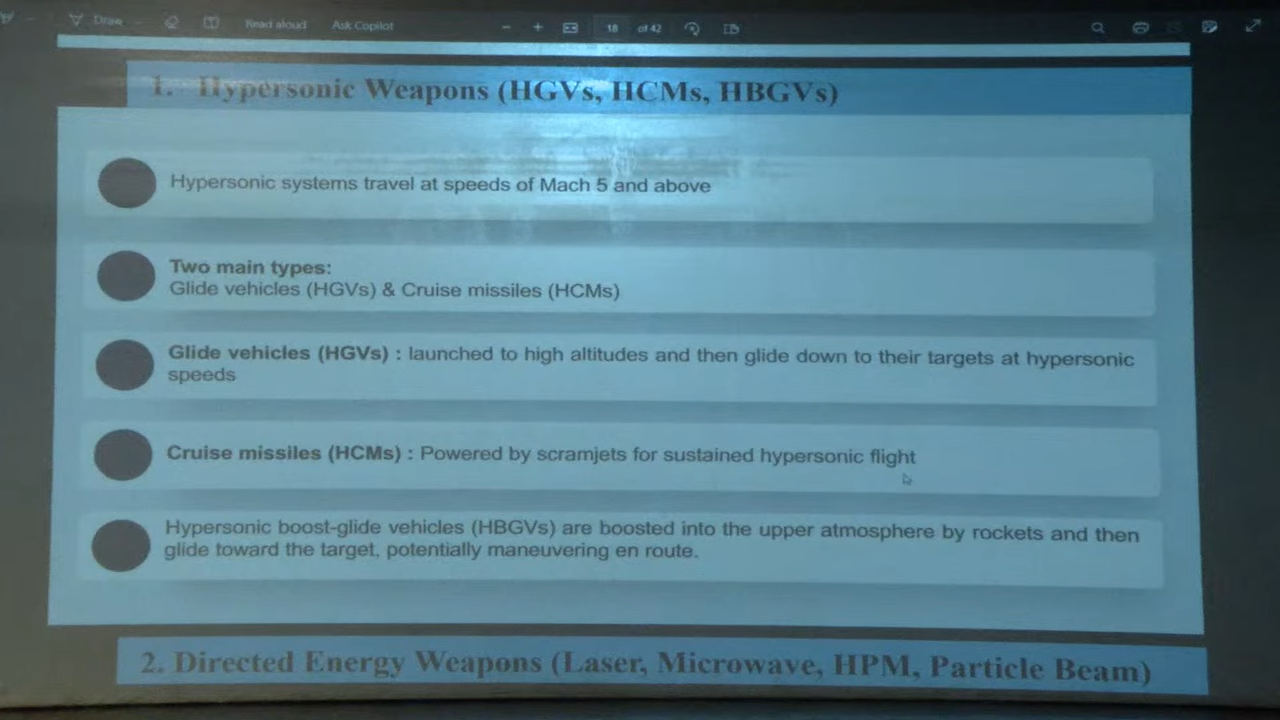 Draw
Read aloud
Ask Copilot
18 of 42
1. Hypersonic Weapons (HGVs, HCMs, HBGVs)
Hypersonic systems travel at speeds of Mach 5 and above
Two main types:
Glide vehicles (HGVs) & Cruise missiles (HCMs)
Glide vehicles (HGVs) : launched to high altitudes and then glide down to their targets at hypersonic
speeds
Cruise missiles (HCMs) : Powered by scramjets for sustained hypersonic flight
Hypersonic boost-glide vehicles (HBGVs) are boosted into the upper atmosphere by rockets and then
glide toward the target, potentially maneuvering en route.
2. Directed Energy Weapons (Laser, Microwave, HPM, Particle Beam)